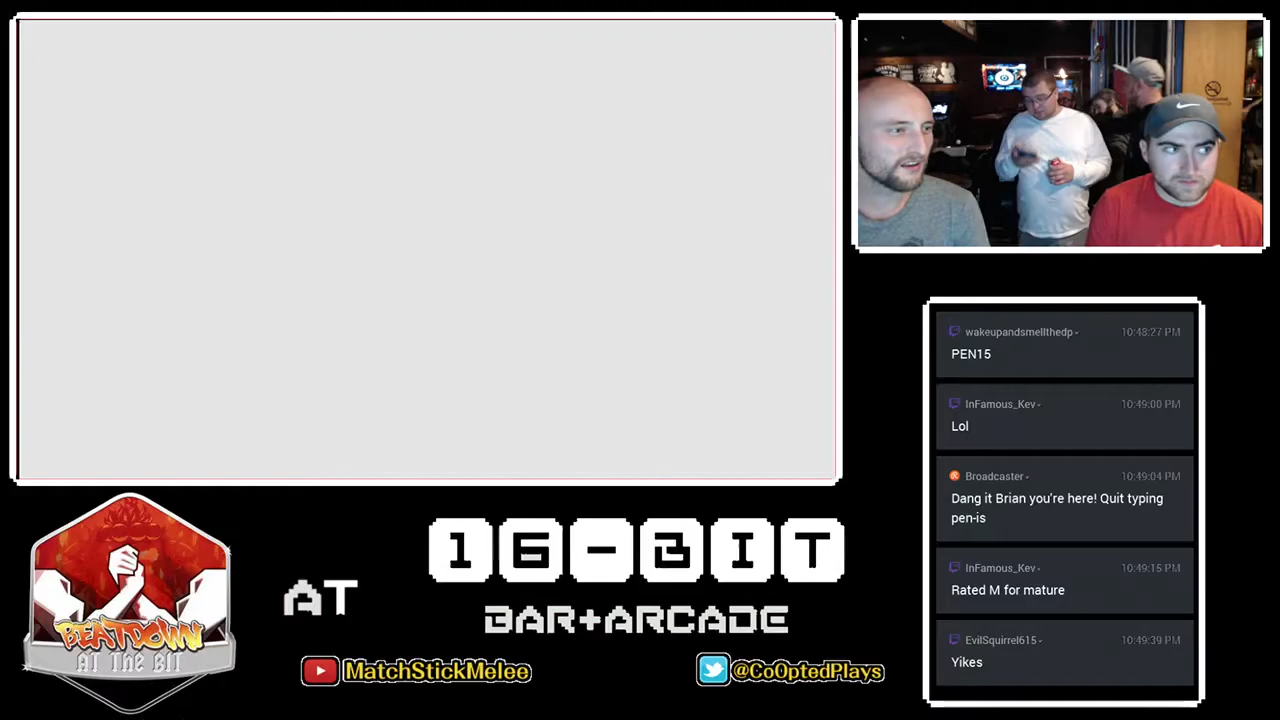 wakeupandsmellthedp
10:48:27 PM
PEN15
InFamous_Kev
10:49:00 PM
Lol
Broadcaster
10:49:04 PM
Dang it Brian you're here! Quit typing
pen-is
InFamous_Kev
10:49:15 PM
Rated M for mature
EvilSquirrel615
10:49:39 PM
Yikes
BEATDOWN
AT THE BIT
AT
16-BIT
BAR+ARCADE
MatchStickMelee
@CoOptedPlays